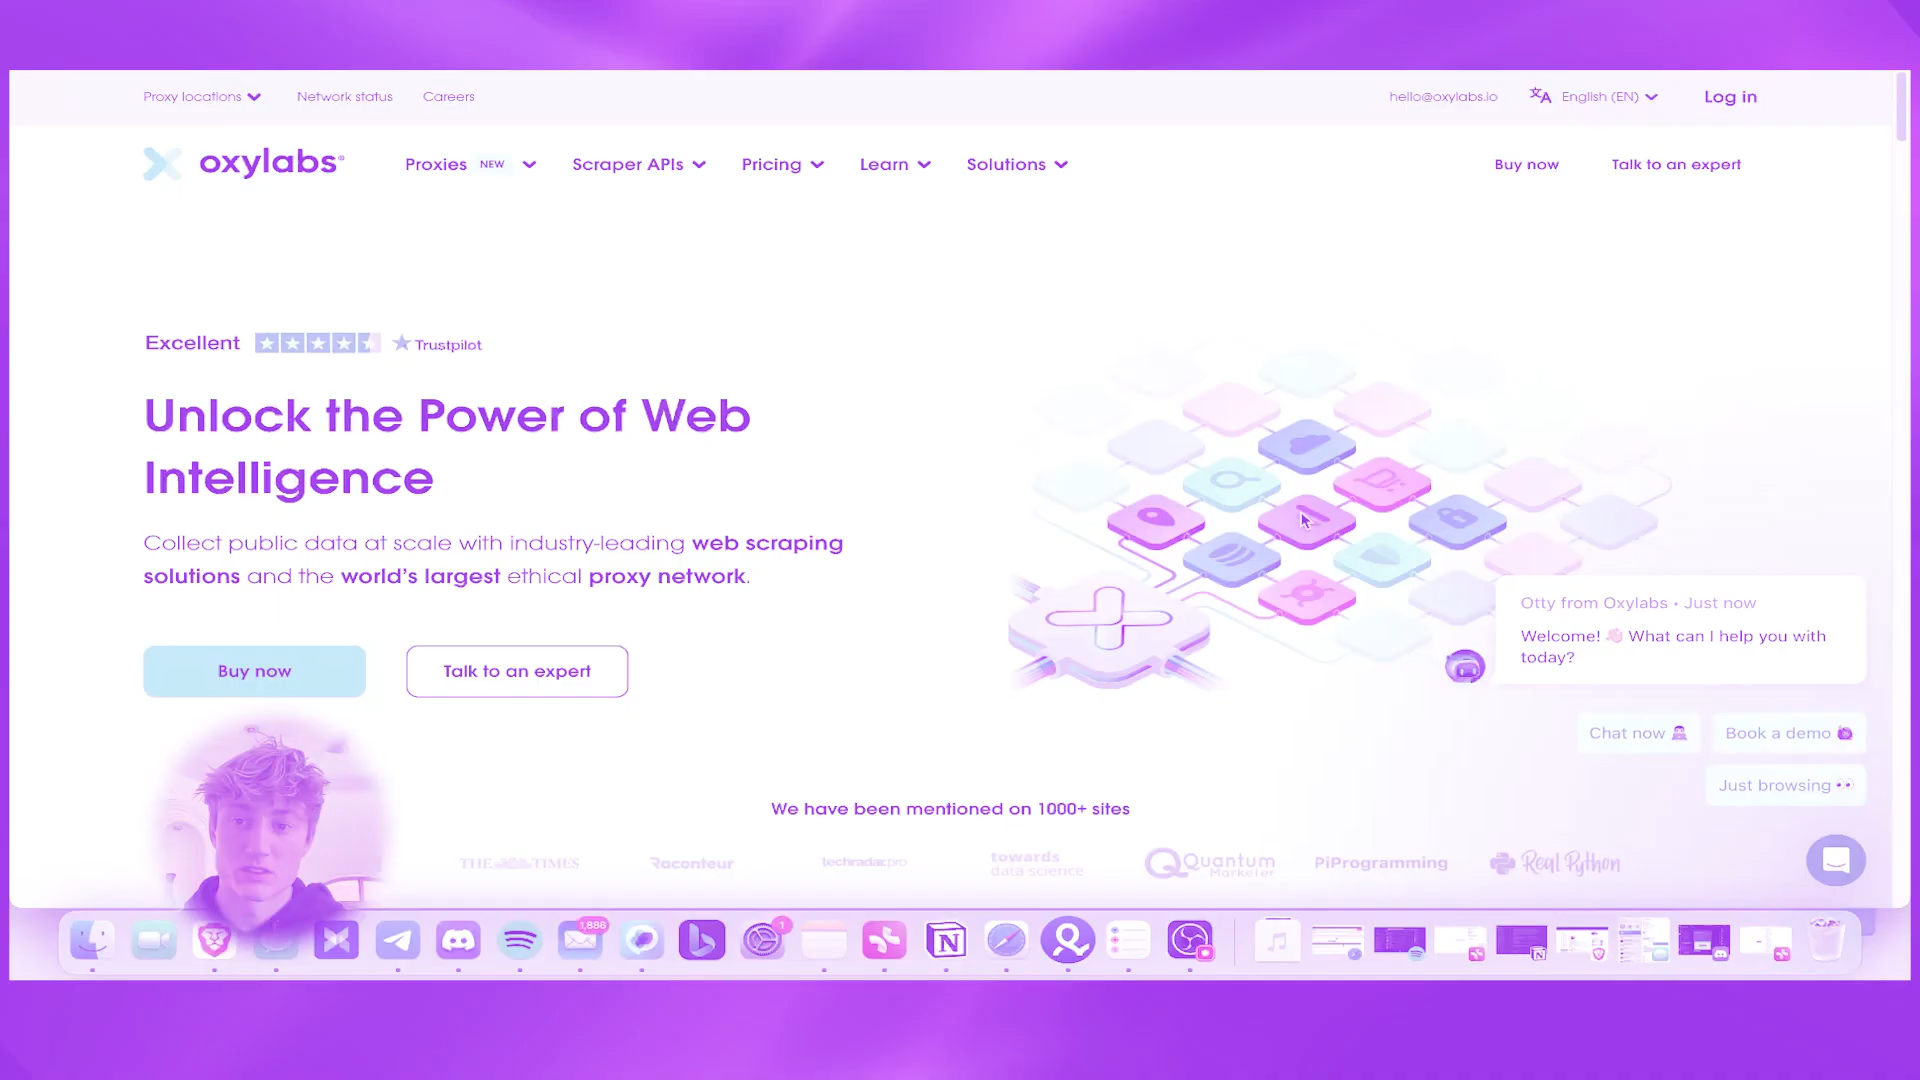 Proxy locations Network status Careers hello@oxylabs.io English (EN) Log in
oxylabs® Proxies NEW Scraper APIs Pricing Learn Solutions Buy now Talk to an expert
Excellent Trustpilot
Unlock the Power of Web
Intelligence
Collect public data at scale with industry-leading web scraping
solutions and the world's largest ethical proxy network.
Buy now Talk to an expert
Otty from Oxylabs • Just now
Welcome! 👋 What can I help you with
today?
Chat now Book a demo
Just browsing 👀
We have been mentioned on 1000+ sites
THE TIMES Raconteur techradar.pro towards data science Quantum Marketer PiProgramming Real Python
1,886 1